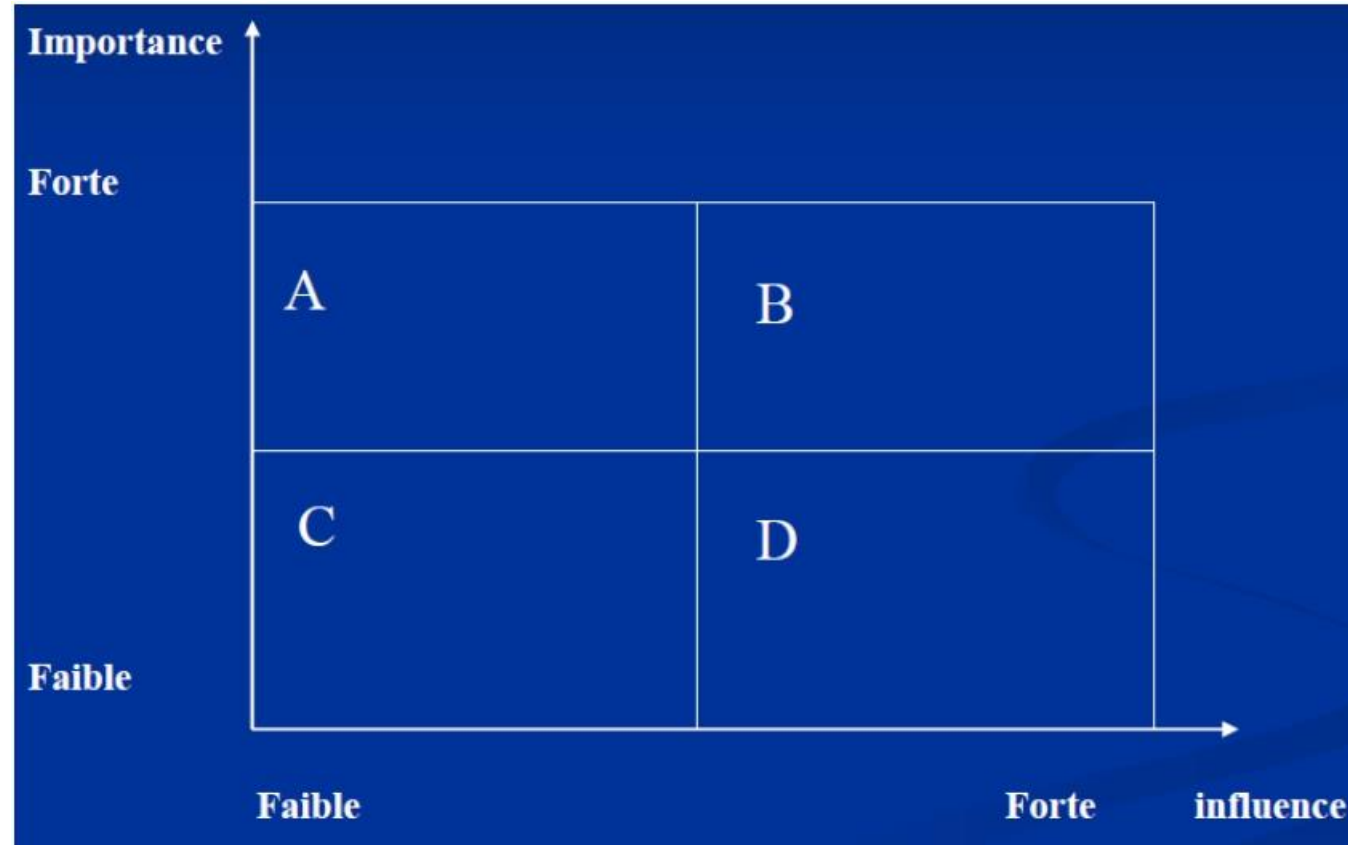 Importance
Forte
A B
C D
Faible
Faible Forte influence